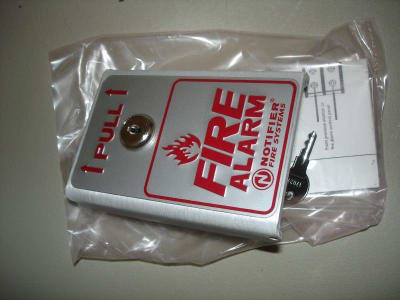 ↑PULL↑
FIRE
ALARM
NOTIFIER®
FIRE SYSTEMS